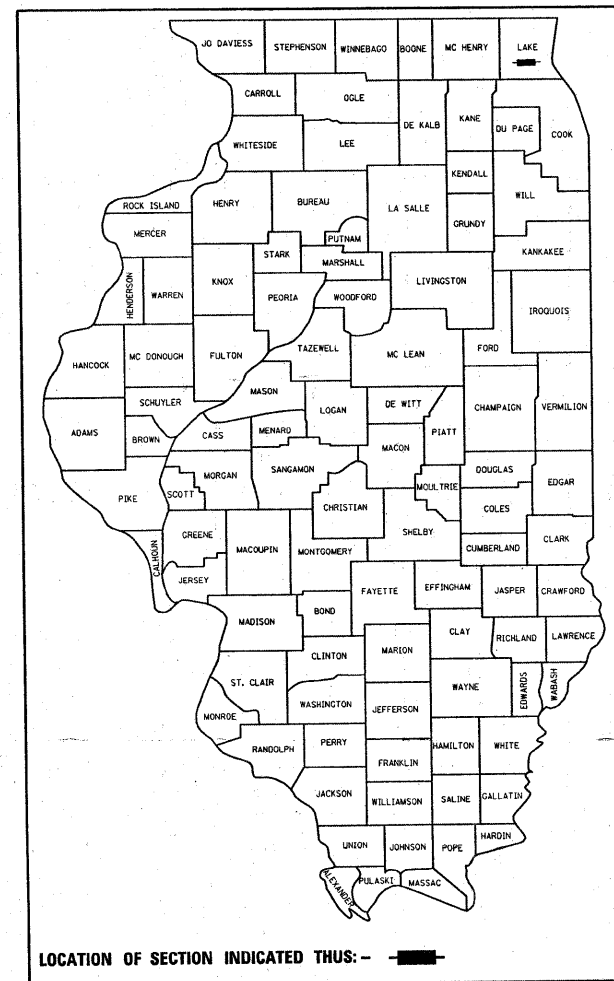 JO DAVIESS STEPHENSON WINNEBAGO BOONE MC HENRY LAKE
CARROLL OGLE DE KALB KANE DU PAGE COOK
WHITESIDE LEE KENDALL WILL
ROCK ISLAND HENRY BUREAU LA SALLE GRUNDY
MERCER PUTNAM KANKAKEE
STARK MARSHALL
HENDERSON WARREN KNOX PEORIA WOODFORD LIVINGSTON IROQUOIS
HANCOCK MC DONOUGH FULTON TAZEWELL MC LEAN FORD
SCHUYLER MASON LOGAN DE WITT CHAMPAIGN VERMILION
ADAMS BROWN CASS MENARD MACON PIATT
PIKE SCOTT MORGAN SANGAMON MOULTRIE DOUGLAS EDGAR
CHRISTIAN COLES
CALHOUN GREENE MACOUPIN MONTGOMERY SHELBY CUMBERLAND CLARK
JERSEY FAYETTE EFFINGHAM JASPER CRAWFORD
MADISON BOND CLAY RICHLAND LAWRENCE
CLINTON MARION
ST. CLAIR WAYNE EDWARDS WABASH
MONROE WASHINGTON JEFFERSON
RANDOLPH PERRY HAMILTON WHITE
FRANKLIN
JACKSON WILLIAMSON SALINE GALLATIN
UNION JOHNSON POPE HARDIN
ALEXANDER PULASKI MASSAC
LOCATION OF SECTION INDICATED THUS: -